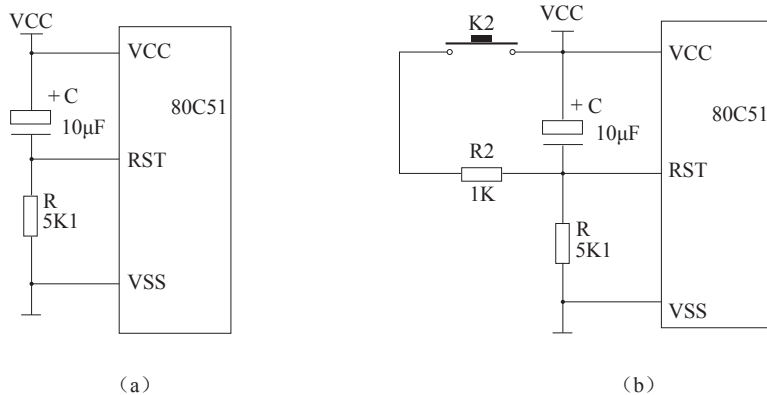 VCC
VCC
+ C
10μF
80C51
RST
R
5K1
VSS
（a）
K2
VCC
VCC
+ C
10μF
80C51
R2
1K
RST
R
5K1
VSS
（b）